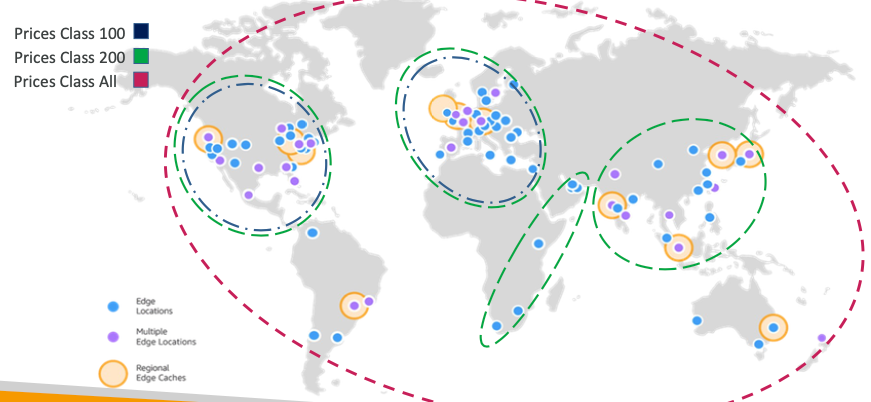 Prices Class 100
Prices Class 200
Prices Class All
Edge
Locations
Multiple
Edge Locations
Regional
Edge Caches